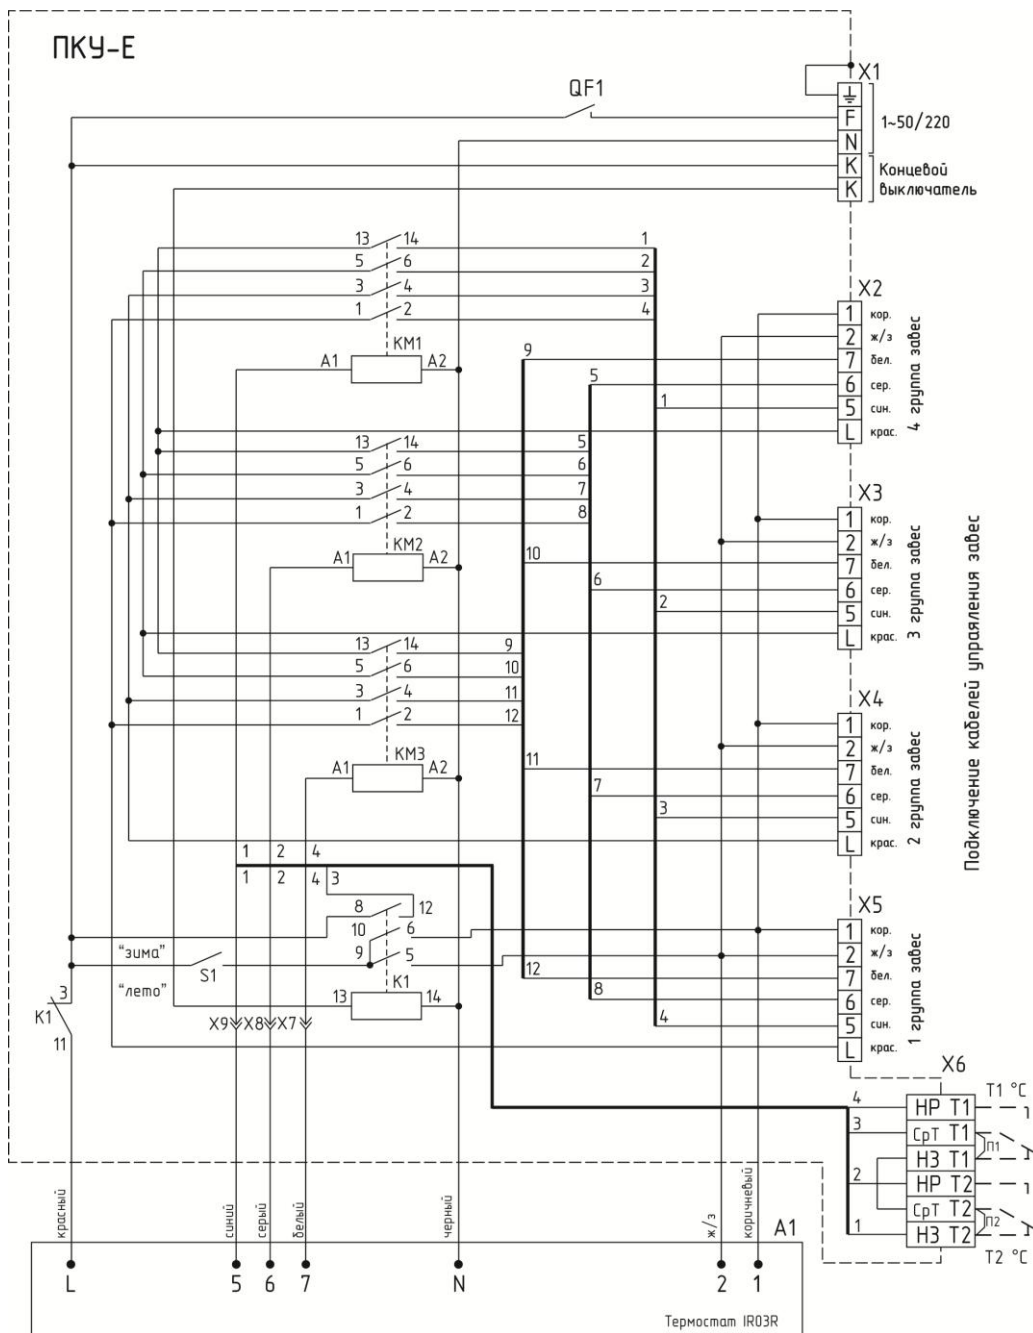 ПКУ-Е
QF1
X1
F
N
K
K
1~50/220
Концевой
выключатель
13 14 1
5 6 2
3 4 3
1 2 4
KM1
A1 A2
X2
1 кор.
2 ж/з
7 бел.
6 сер.
5 син.
L крас.
4 группа завес
9
5
1
13 14 5
5 6 6
3 4 7
1 2 8
KM2
A1 A2
X3
1 кор.
2 ж/з
7 бел.
6 сер.
5 син.
L крас.
3 группа завес
10
6
2
13 14 9
5 6 10
3 4 11
1 2 12
KM3
A1 A2
X4
1 кор.
2 ж/з
7 бел.
6 сер.
5 син.
L крас.
2 группа завес
11
7
3
Подключение кабелей упраяления завес
1 2 4
1 2 4 3
8 12
10 6
9 5
"зима"
S1
"лето"
K1
13 14
3
K1
11
X9 X8 X7
X5
1 кор.
2 ж/з
7 бел.
6 сер.
5 син.
L крас.
1 группа завес
12
8
4
X6
T1 °C
4 НР T1
3 СрТ T1
П1
НЗ T1
2 НР T2
СрТ T2
П2
1 НЗ T2
T2 °C
красный
синий
серый
белый
черный
ж/з
коричневый
A1
L 5 6 7 N 2 1
Термостат IR03R